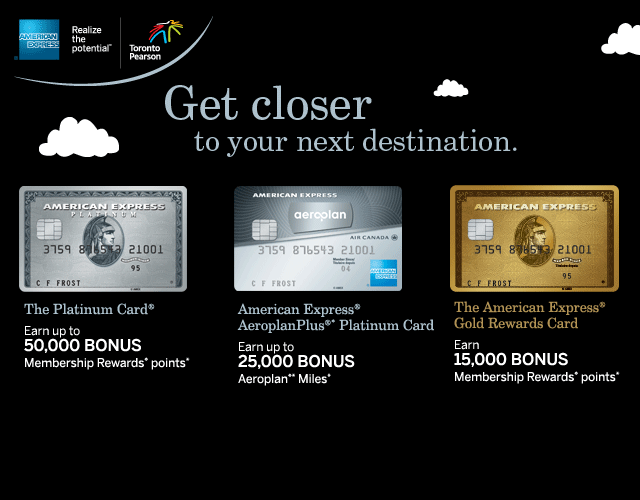 AMERICAN EXPRESS
Realize
the
potential*
Toronto
Pearson
Get closer
to your next destination.
AMERICAN EXPRESS
PLATINUM
3759 876543 21001
95
C F FROST
AMERICAN EXPRESS
aeroplan
AIR CANADA
3759 876543 21001
04
AMERICAN EXPRESS
C F FROST
AMERICAN EXPRESS
3759 876543 21001
95
C F FROST
The Platinum Card®
Earn up to
50,000 BONUS
Membership Rewards* points*
American Express®
AeroplanPlus®* Platinum Card
Earn up to
25,000 BONUS
Aeroplan** Miles*
The American Express®
Gold Rewards Card
Earn
15,000 BONUS
Membership Rewards* points*